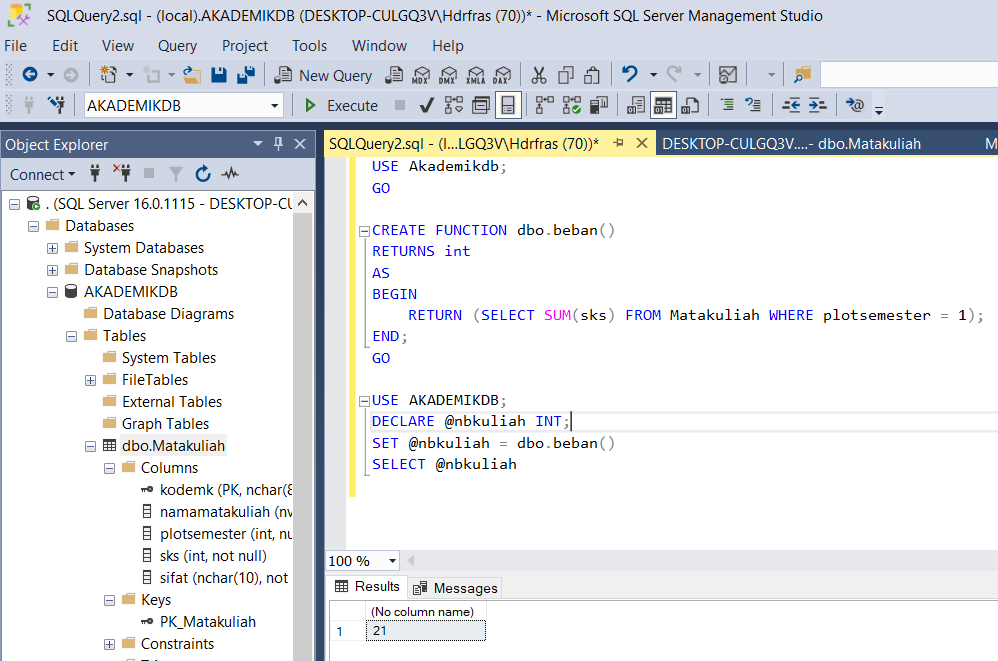 SQLQuery2.sql - (local).AKADEMIKDB (DESKTOP-CULGQ3V\Hdrfras (70))* - Microsoft SQL Server Management Studio
File Edit View Query Project Tools Window Help
New Query MDX DMX XMLA DAX
AKADEMIKDB Execute
Object Explorer
Connect
. (SQL Server 16.0.1115 - DESKTOP-CU
Databases
System Databases
Database Snapshots
AKADEMIKDB
Database Diagrams
Tables
System Tables
FileTables
External Tables
Graph Tables
dbo.Matakuliah
Columns
kodemk (PK, nchar(8
namamatakuliah (nv
plotsemester (int, nu
sks (int, not null)
sifat (nchar(10), not
Keys
PK_Matakuliah
Constraints
SQLQuery2.sql - (l...LGQ3V\Hdrfras (70))* DESKTOP-CULGQ3V....- dbo.Matakuliah M
USE Akademikdb;
GO
CREATE FUNCTION dbo.beban()
RETURNS int
AS
BEGIN
RETURN (SELECT SUM(sks) FROM Matakuliah WHERE plotsemester = 1);
END;
GO
USE AKADEMIKDB;
DECLARE @nbkuliah INT;
SET @nbkuliah = dbo.beban()
SELECT @nbkuliah
100 %
Results Messages
(No column name)
1 21